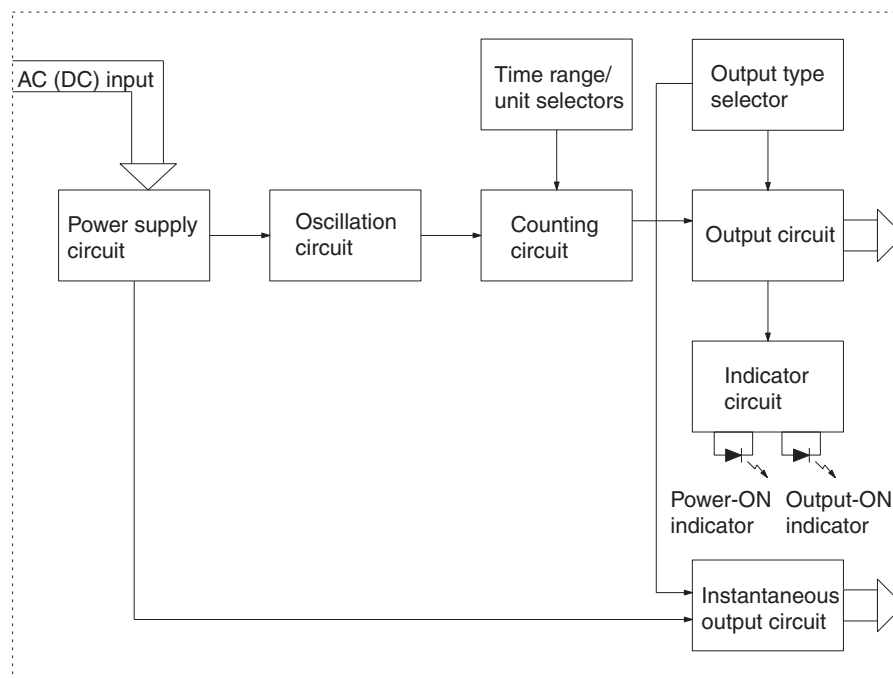 AC (DC) input
Time range/
unit selectors
Output type
selector
Power supply
circuit
Oscillation
circuit
Counting
circuit
Output circuit
Indicator
circuit
Power-ON
indicator
Output-ON
indicator
Instantaneous
output circuit